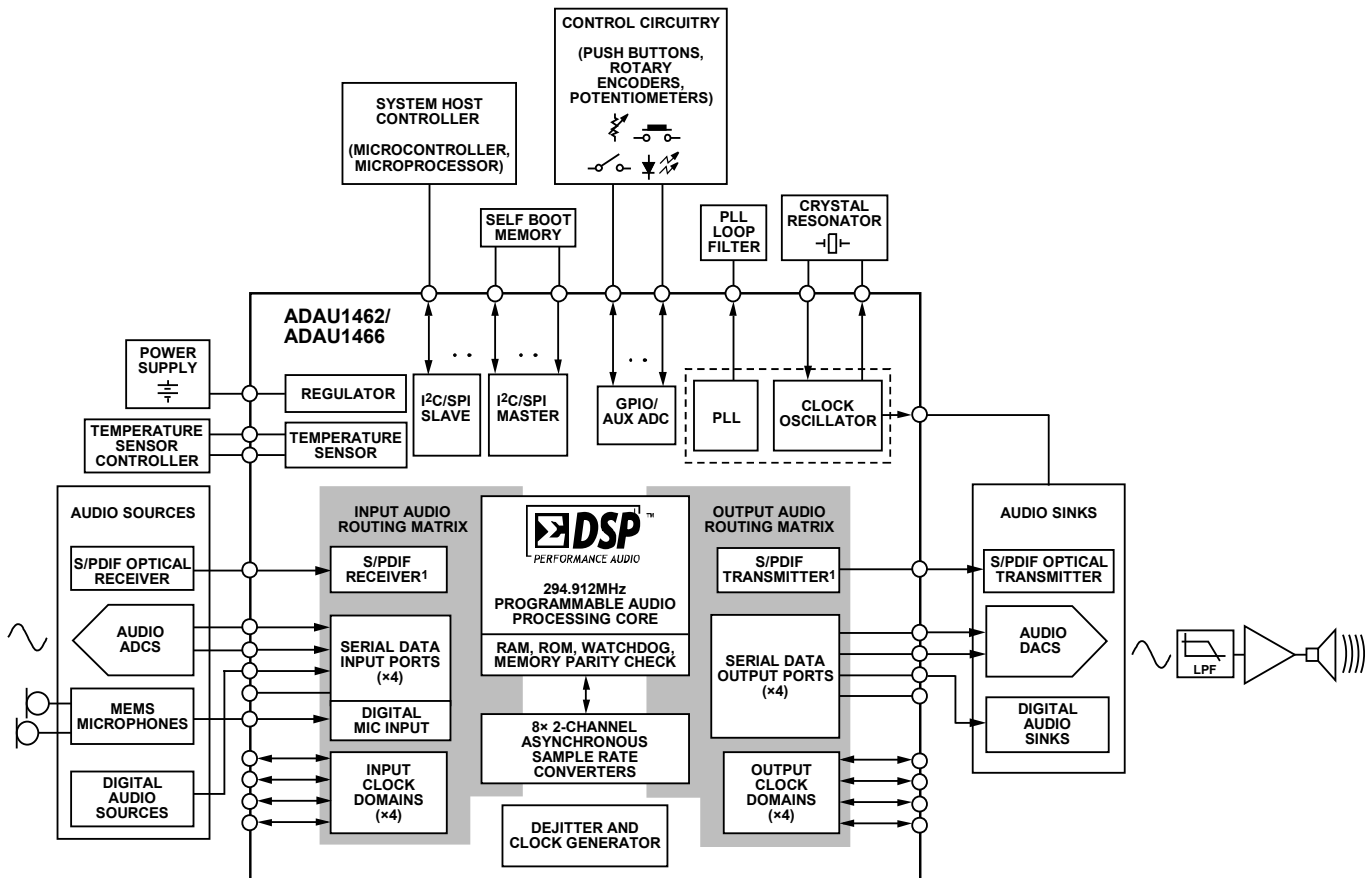 CONTROL CIRCUITRY
(PUSH BUTTONS,
ROTARY
ENCODERS,
POTENTIOMETERS)
SYSTEM HOST
CONTROLLER
(MICROCONTROLLER,
MICROPROCESSOR)
SELF BOOT
MEMORY
PLL
LOOP
FILTER
CRYSTAL
RESONATOR
ADAU1462/
ADAU1466
POWER
SUPPLY
REGULATOR
TEMPERATURE
SENSOR
CONTROLLER
TEMPERATURE
SENSOR
I²C/SPI
SLAVE
I²C/SPI
MASTER
GPIO/
AUX ADC
PLL
CLOCK
OSCILLATOR
AUDIO SOURCES
S/PDIF OPTICAL
RECEIVER
AUDIO
ADCS
MEMS
MICROPHONES
DIGITAL
AUDIO
SOURCES
INPUT AUDIO
ROUTING MATRIX
S/PDIF
RECEIVER¹
SERIAL DATA
INPUT PORTS
(×4)
DIGITAL
MIC INPUT
INPUT
CLOCK
DOMAINS
(×4)
ΣDSP™
PERFORMANCE AUDIO
294.912MHz
PROGRAMMABLE AUDIO
PROCESSING CORE
RAM, ROM, WATCHDOG,
MEMORY PARITY CHECK
8× 2-CHANNEL
ASYNCHRONOUS
SAMPLE RATE
CONVERTERS
DEJITTER AND
CLOCK GENERATOR
OUTPUT AUDIO
ROUTING MATRIX
S/PDIF
TRANSMITTER¹
SERIAL DATA
OUTPUT PORTS
(×4)
OUTPUT
CLOCK
DOMAINS
(×4)
AUDIO SINKS
S/PDIF OPTICAL
TRANSMITTER
AUDIO
DACS
DIGITAL
AUDIO
SINKS
LPF